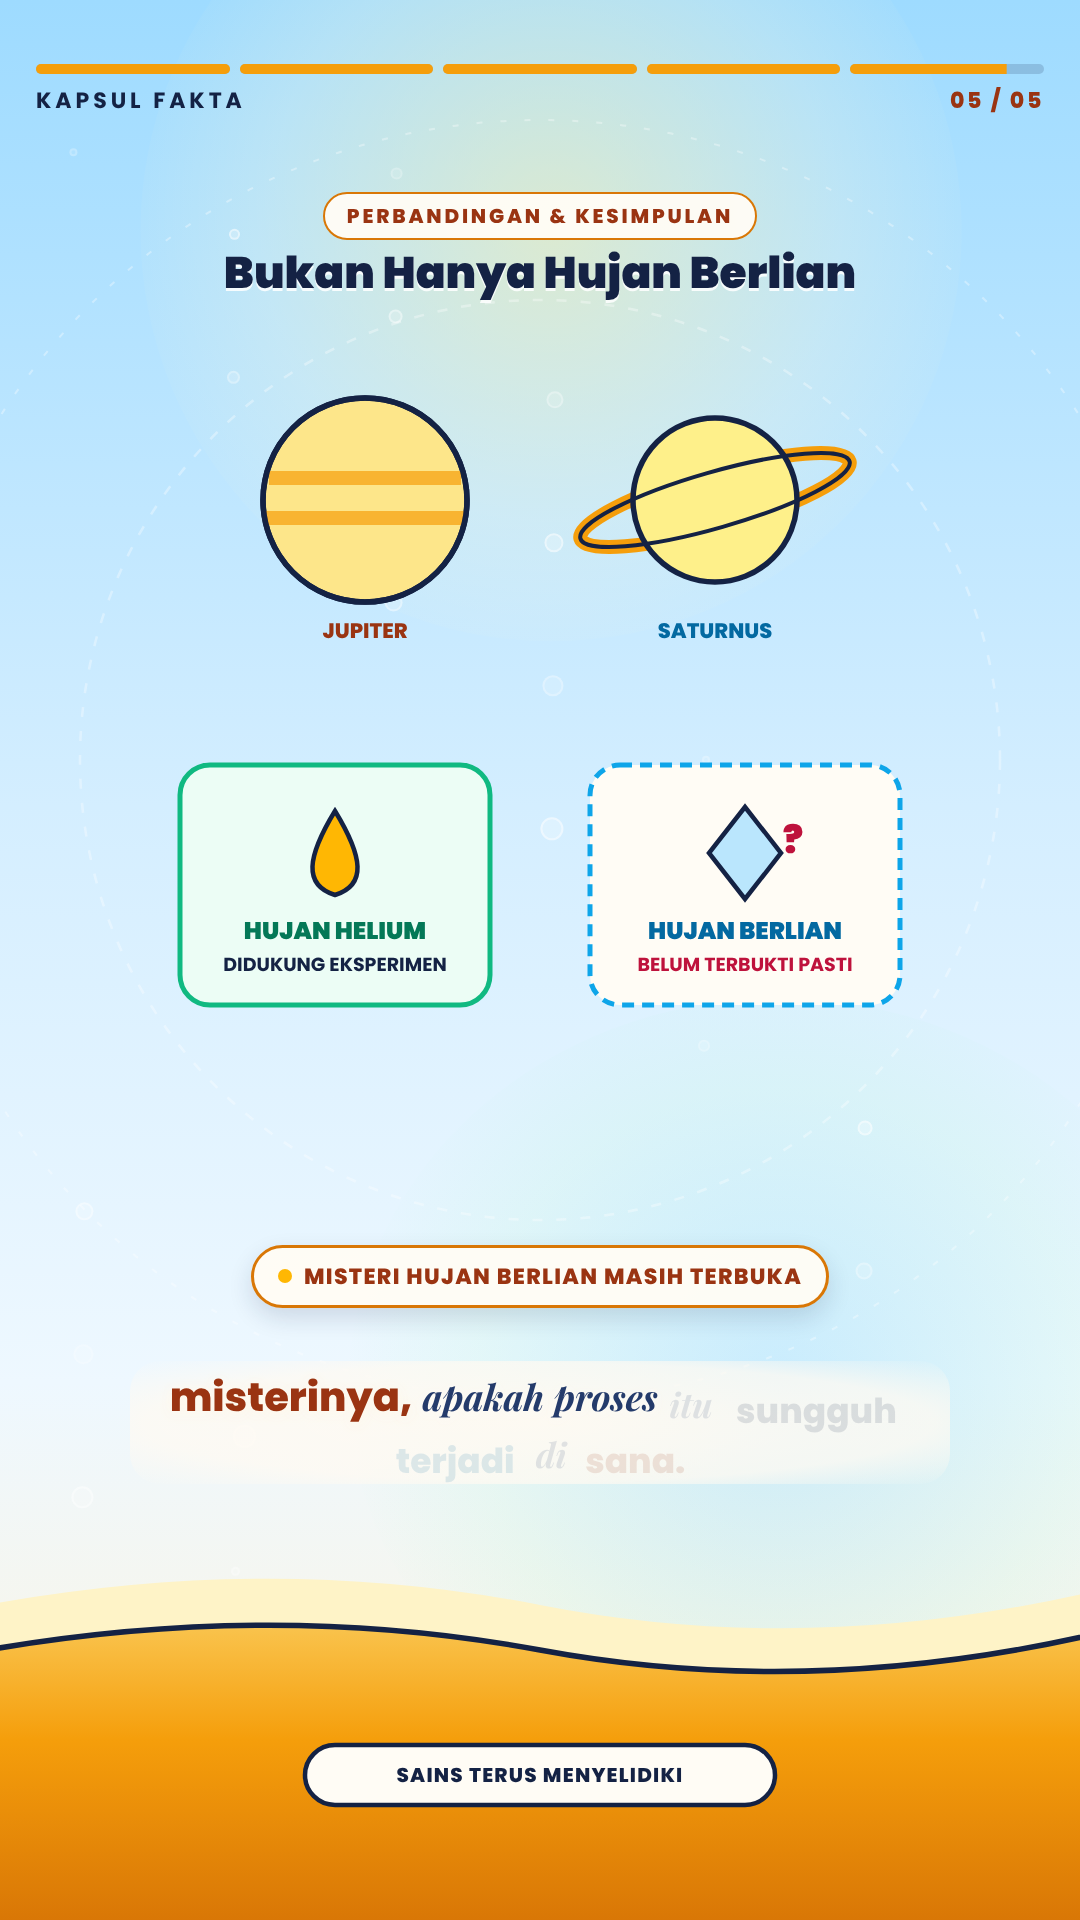 KAPSUL FAKTA
05 / 05
PERBANDINGAN & KESIMPULAN
Bukan Hanya Hujan Berlian
JUPITER
SATURNUS
?
HUJAN HELIUM
DIDUKUNG EKSPERIMEN
HUJAN BERLIAN
BELUM TERBUKTI PASTI
MISTERI HUJAN BERLIAN MASIH TERBUKA
misterinya, apakah proses itu sungguh
terjadi di sana.
SAINS TERUS MENYELIDIKI